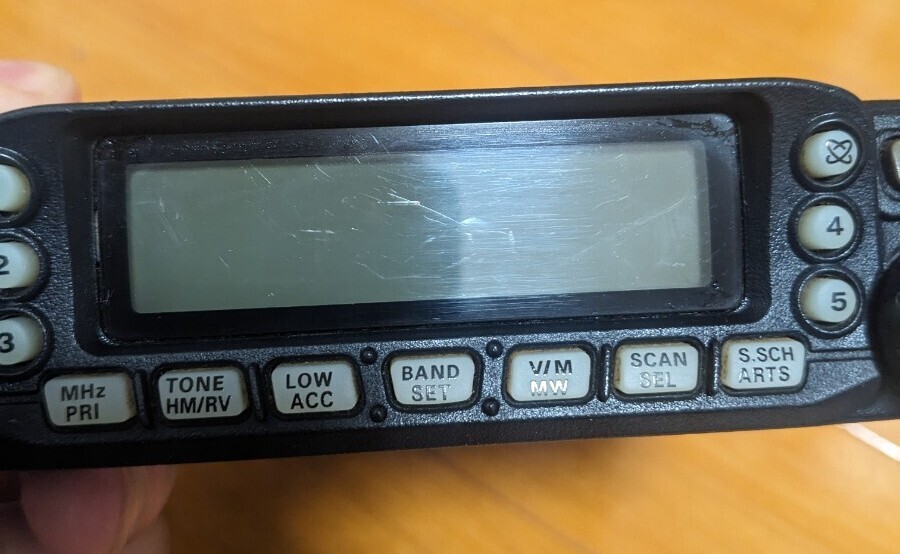 2
3
4
5
MHz
PRI
TONE
HM/RV
LOW
ACC
BAND
SET
V/M
MW
SCAN
SEL
S.SCH
ARTS